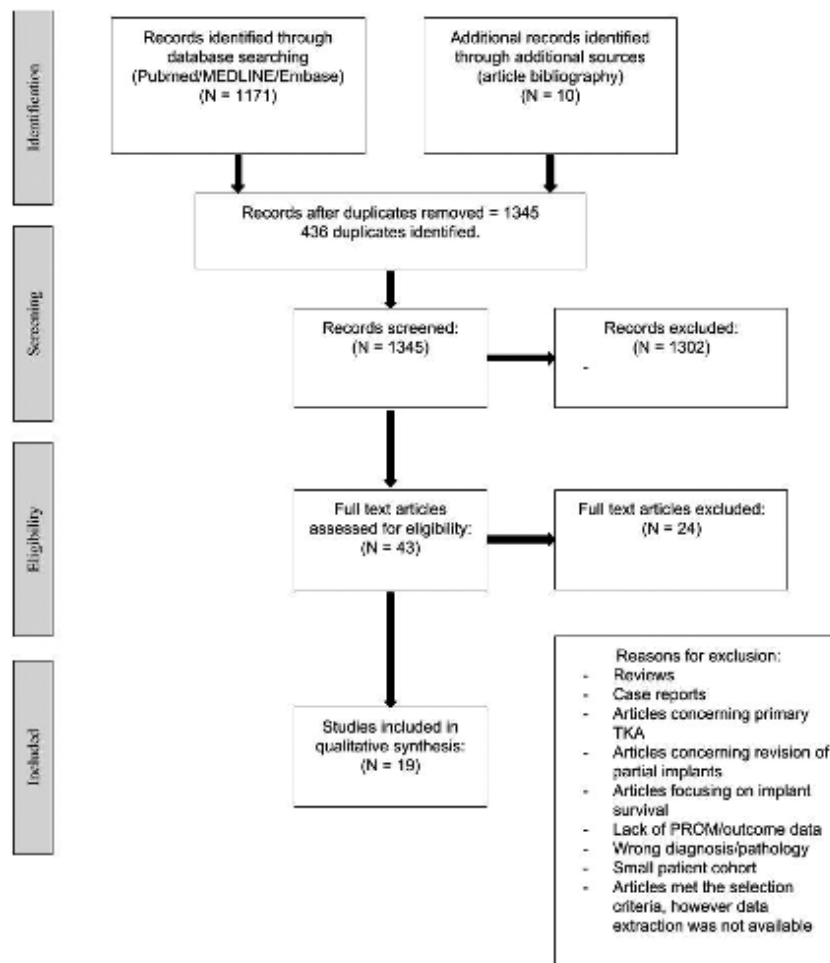 Identification
Records identified through
database searching
(Pubmed/MEDLINE/Embase)
(N = 1171)
Additional records identified
through additional sources
(article bibliography)
(N = 10)
Records after duplicates removed = 1345
436 duplicates identified.
Screening
Records screened:
(N = 1345)
Records excluded:
(N = 1302)
-
Eligibility
Full text articles
assessed for eligibility:
(N = 43)
Full text articles excluded:
(N = 24)
Included
Studies included in
qualitative synthesis:
(N = 19)
Reasons for exclusion:
- Reviews
- Case reports
- Articles concerning primary
TKA
- Articles concerning revision of
partial implants
- Articles focusing on implant
survival
- Lack of PROM/outcome data
- Wrong diagnosis/pathology
- Small patient cohort
- Articles met the selection
criteria, however data
extraction was not available